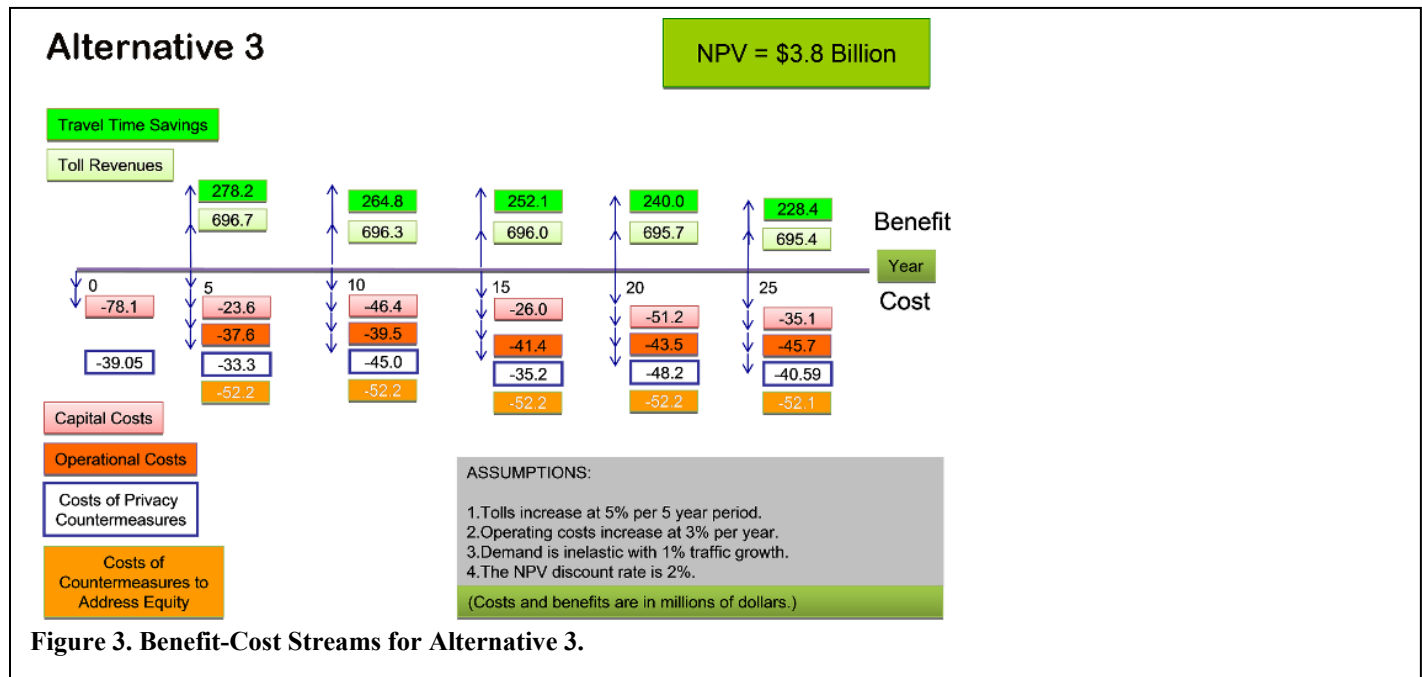 Alternative 3
NPV = $3.8 Billion
Travel Time Savings
Toll Revenues
278.2
264.8
252.1
240.0
228.4
696.7
696.3
696.0
695.7
695.4
Benefit
Year
Cost
0
5
10
15
20
25
-78.1
-23.6
-46.4
-26.0
-51.2
-35.1
-37.6
-39.5
-41.4
-43.5
-45.7
-39.05
-33.3
-45.0
-35.2
-48.2
-40.59
-52.2
-52.2
-52.2
-52.2
-52.1
Capital Costs
Operational Costs
Costs of Privacy
Countermeasures
Costs of
Countermeasures to
Address Equity
ASSUMPTIONS:
1.Tolls increase at 5% per 5 year period.
2.Operating costs increase at 3% per year.
3.Demand is inelastic with 1% traffic growth.
4.The NPV discount rate is 2%.
(Costs and benefits are in millions of dollars.)
Figure 3. Benefit-Cost Streams for Alternative 3.